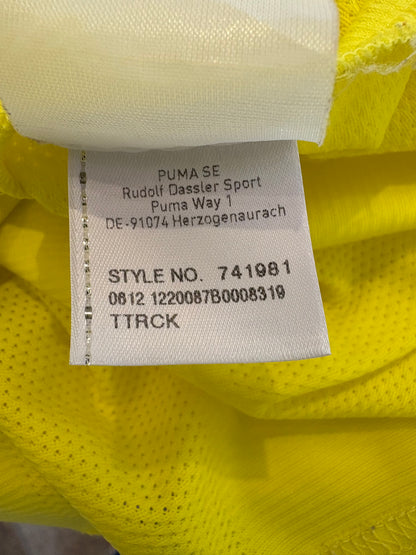 PUMA SE
Rudolf Dassler Sport
Puma Way 1
DE-91074 Herzogenaurach
STYLE NO. 741981
0612 1220087B0008319
TTRCK